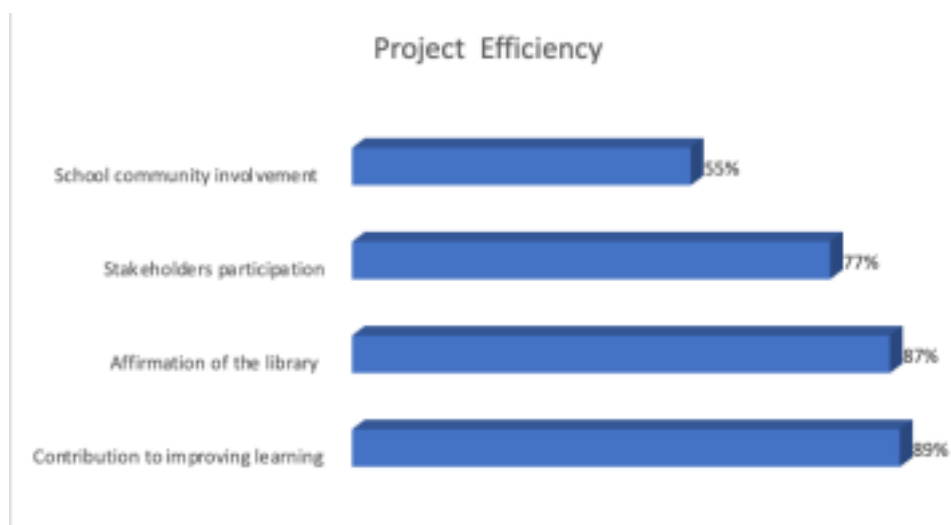 Project Efficiency
School community involvement
55%
Stakeholders participation
77%
Affirmation of the library
87%
Contribution to improving learning
89%